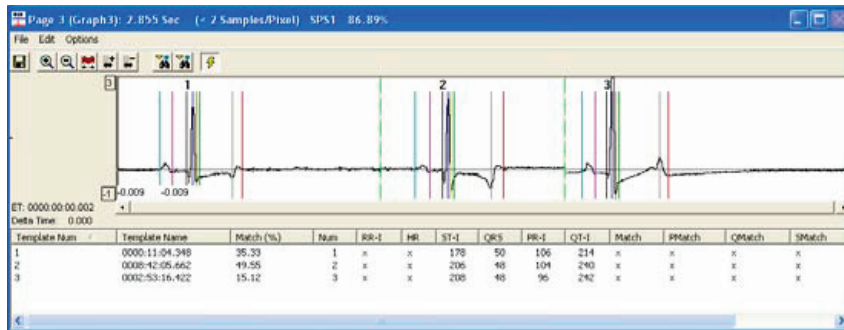 Page 3 (Graph3): 2.855 Sec (< 2 Samples/Pixel) SPS1 86.89%
File Edit Options
3 1 2 3
-1 -0.009 -0.009
ET: 0000:00:00.002
Delta Time: 0.000
Template Num Template Name Match (%) Num RR-I HR ST-I QRS PR-I QT-I Match PMatch QMatch SMatch
1 0000:11:04.348 35.33 1 x x 178 50 106 214 x x x x
2 0008:42:05.662 49.55 2 x x 206 48 104 240 x x x x
3 0002:53:16.422 15.12 3 x x 208 48 96 242 x x x x